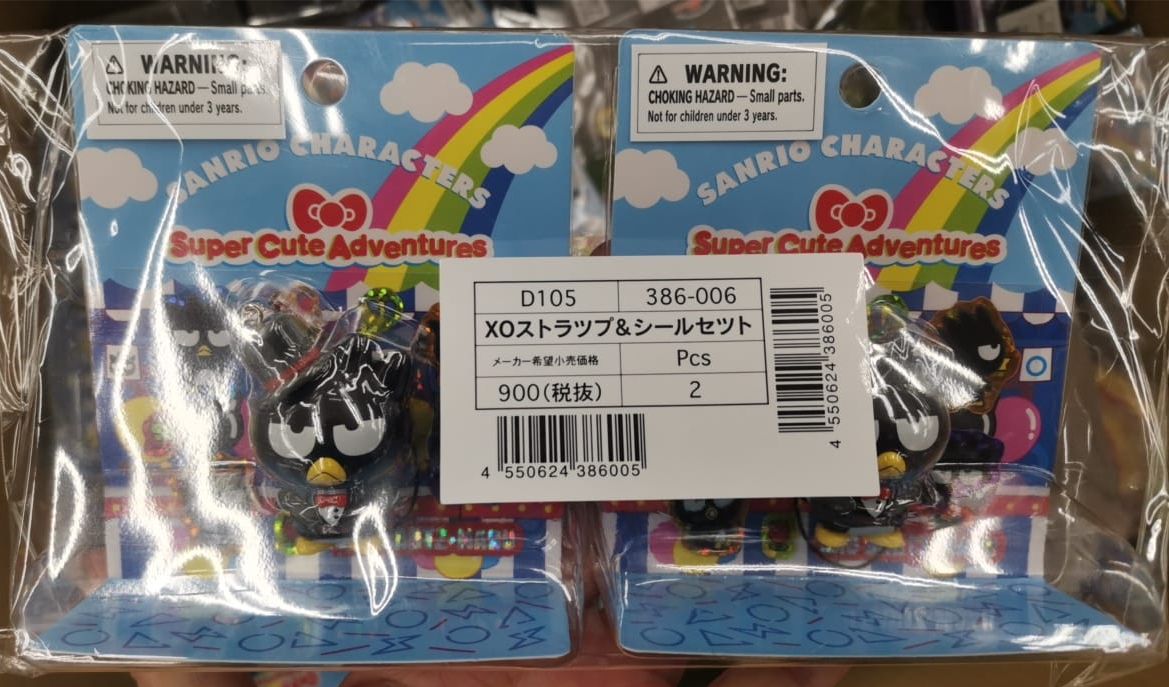 WARNING:
CHOKING HAZARD — Small parts.
Not for children under 3 years.
SANRIO CHARACTERS
Super Cute Adventures
WARNING:
CHOKING HAZARD — Small parts.
Not for children under 3 years.
SANRIO CHARACTERS
Super Cute Adventures
D105 386-006
XOストラツプ&シールセツト
メーカー希望小売価格 Pcs
900(税抜) 2
4 550624 386005
4 550624 386005